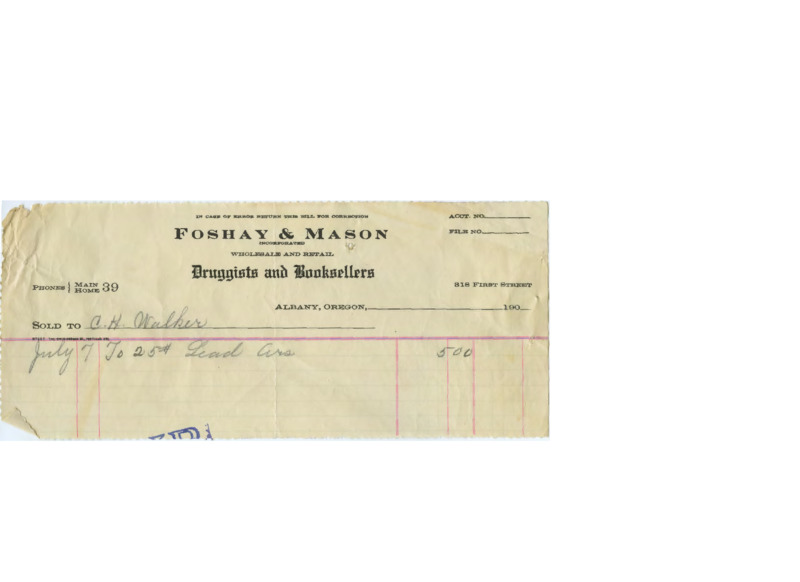 IN CASE OF ERROR RETURN THIS BILL FOR CORRECTION
ACCT. NO.
FOSHAY & MASON
FILE NO.
INCORPORATED
WHOLESALE AND RETAIL
Druggists and Booksellers
PHONES MAIN HOME 39
818 FIRST STREET
ALBANY, OREGON, 190
SOLD TO C.H. Walker
July 7 To 25# Lead Ars 5 00